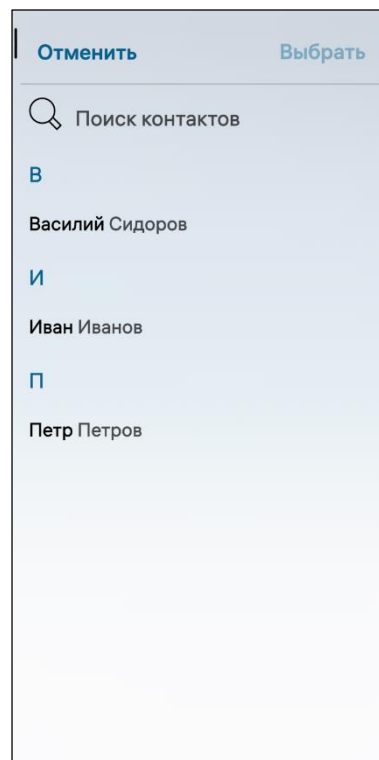 Отменить Выбрать
Поиск контактов
В
Василий Сидоров
И
Иван Иванов
П
Петр Петров